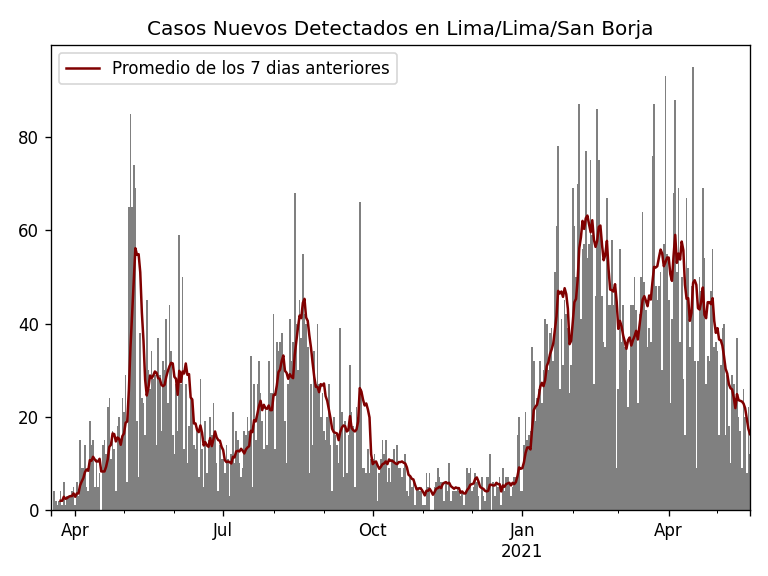 Casos Nuevos Detectados en Lima/Lima/San Borja
Promedio de los 7 dias anteriores
80
60
40
20
0
Apr Jul Oct Jan Apr
2021